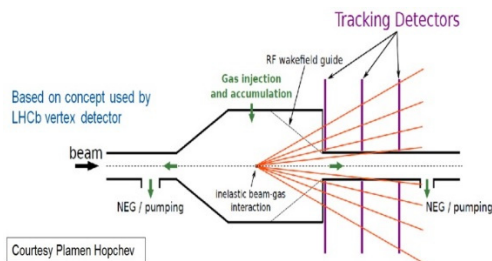 Tracking Detectors
RF wakefield guide
Gas injection
and accumulation
Based on concept used by
LHCb vertex detector
beam
inelastic beam-gas
interaction
NEG / pumping
NEG / pumping
Courtesy Plamen Hopchev